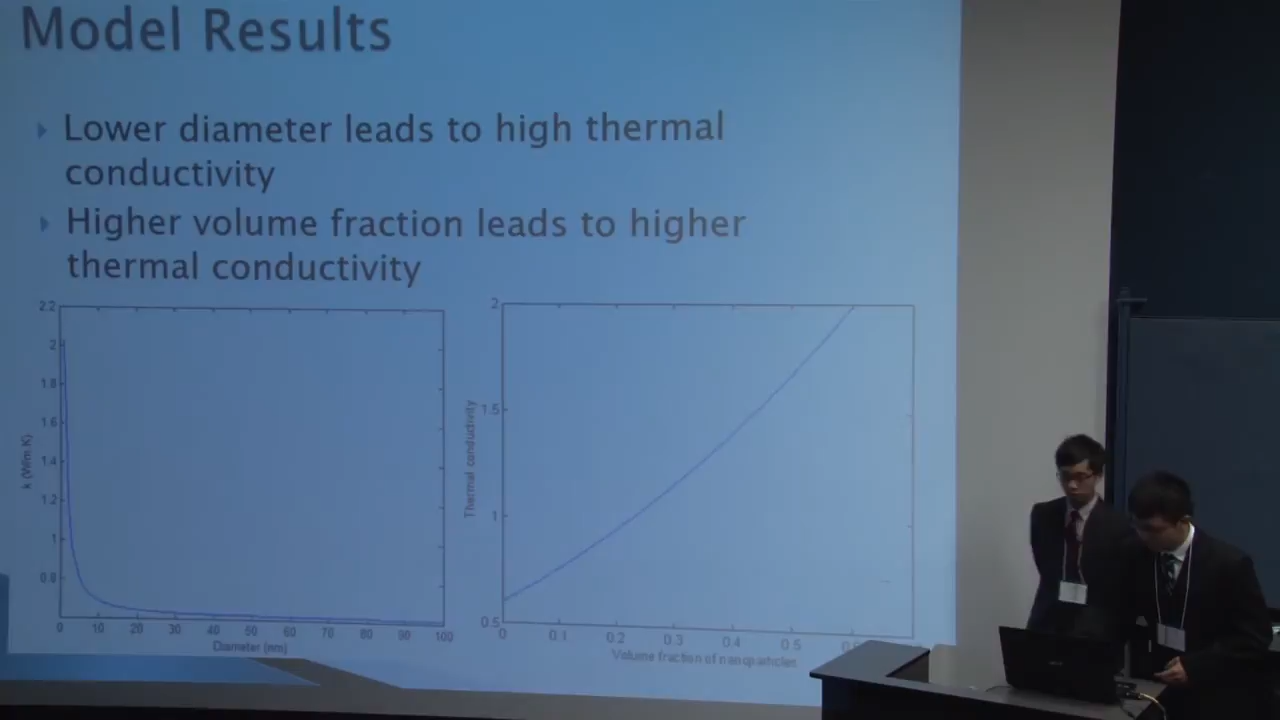 Model Results
Lower diameter leads to high thermal
conductivity
Higher volume fraction leads to higher
thermal conductivity
2.2
2
1.8
1.6
1.4
1.2
1
0.8
k (W/m.K)
0 10 20 30 40 50 60 70 80 90 100
Diameter (nm)
2
1.5
1
0.5
Thermal conductivity
0 0.1 0.2 0.3 0.4 0.5
Volume fraction of nanoparticles